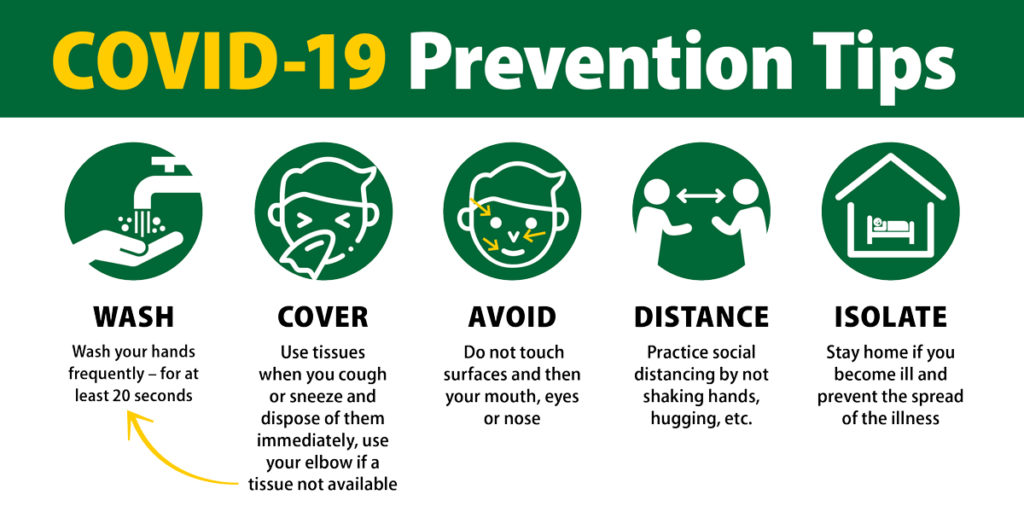 COVID-19 Prevention Tips
WASH
Wash your hands
frequently – for at
least 20 seconds
COVER
Use tissues
when you cough
or sneeze and
dispose of them
immediately, use
your elbow if a
tissue not available
AVOID
Do not touch
surfaces and then
your mouth, eyes
or nose
DISTANCE
Practice social
distancing by not
shaking hands,
hugging, etc.
ISOLATE
Stay home if you
become ill and
prevent the spread
of the illness